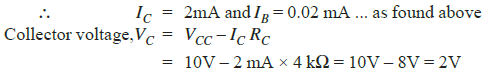 ∴ I_C = 2mA and I_B = 0.02 mA ... as found above
Collector voltage, V_C = V_CC – I_C R_C
= 10V – 2 mA × 4 kΩ = 10V – 8V = 2V